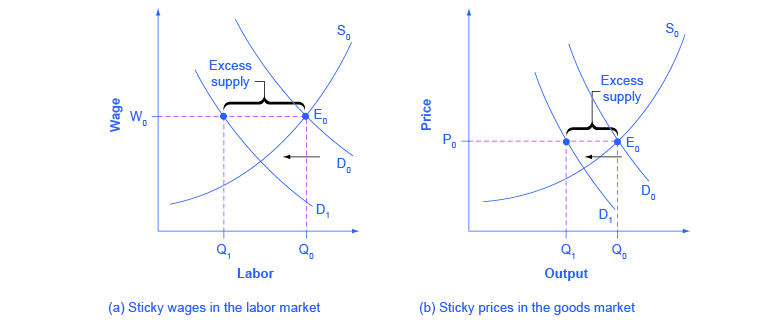 S₀
Excess
supply
Wage
W₀
E₀
D₀
D₁
Q₁
Q₀
Labor
(a) Sticky wages in the labor market
S₀
Excess
supply
Price
P₀
E₀
D₀
D₁
Q₁
Q₀
Output
(b) Sticky prices in the goods market